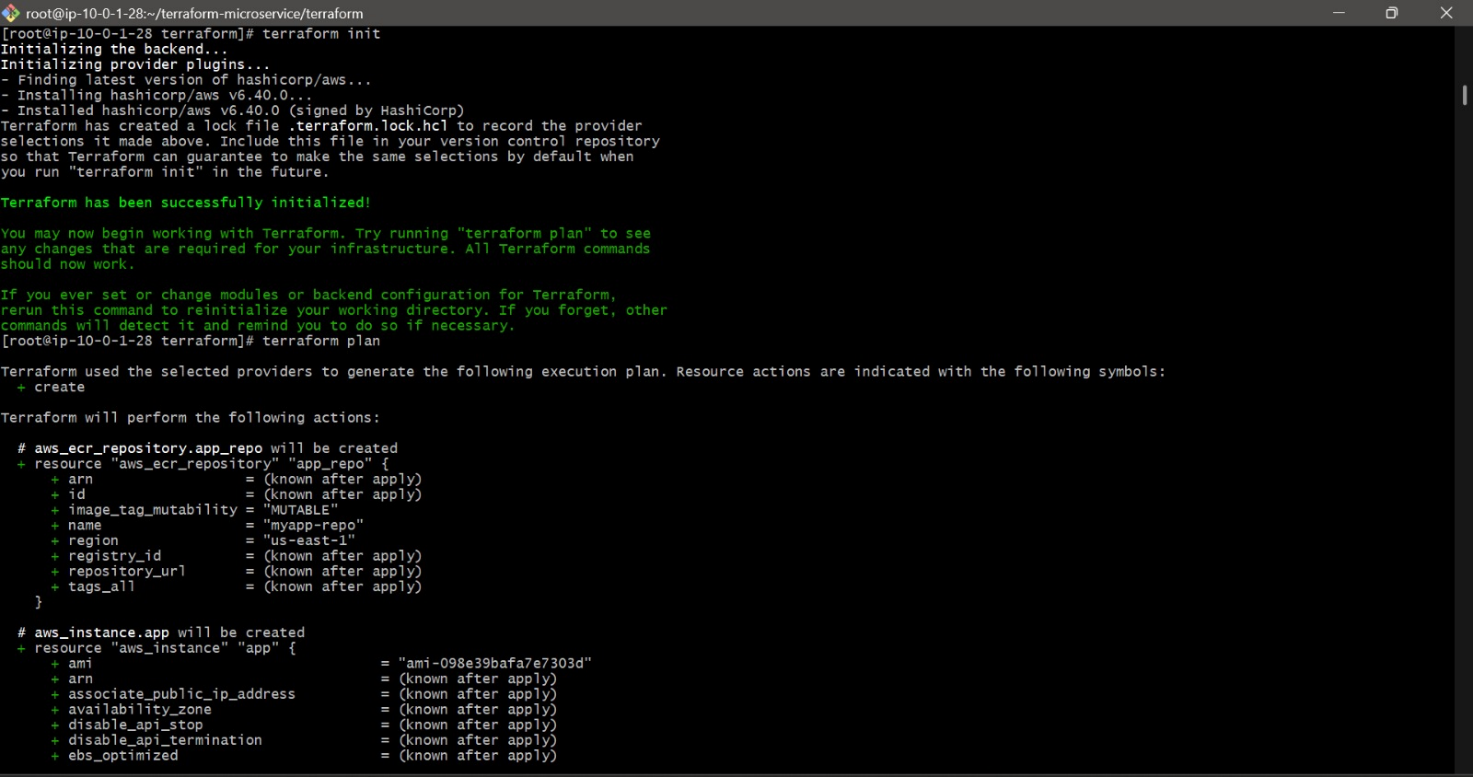 root@ip-10-0-1-28:~/terraform-microservice/terraform
[root@ip-10-0-1-28 terraform]# terraform init
Initializing the backend...
Initializing provider plugins...
- Finding latest version of hashicorp/aws...
- Installing hashicorp/aws v6.40.0...
- Installed hashicorp/aws v6.40.0 (signed by HashiCorp)
Terraform has created a lock file .terraform.lock.hcl to record the provider
selections it made above. Include this file in your version control repository
so that Terraform can guarantee to make the same selections by default when
you run "terraform init" in the future.
Terraform has been successfully initialized!
You may now begin working with Terraform. Try running "terraform plan" to see
any changes that are required for your infrastructure. All Terraform commands
should now work.
If you ever set or change modules or backend configuration for Terraform,
rerun this command to reinitialize your working directory. If you forget, other
commands will detect it and remind you to do so if necessary.
[root@ip-10-0-1-28 terraform]# terraform plan
Terraform used the selected providers to generate the following execution plan. Resource actions are indicated with the following symbols:
  + create
Terraform will perform the following actions:
  # aws_ecr_repository.app_repo will be created
  + resource "aws_ecr_repository" "app_repo" {
      + arn                  = (known after apply)
      + id                   = (known after apply)
      + image_tag_mutability = "MUTABLE"
      + name                 = "myapp-repo"
      + region               = "us-east-1"
      + registry_id          = (known after apply)
      + repository_url       = (known after apply)
      + tags_all             = (known after apply)
    }
  # aws_instance.app will be created
  + resource "aws_instance" "app" {
      + ami                                  = "ami-098e39bafa7e7303d"
      + arn                                  = (known after apply)
      + associate_public_ip_address          = (known after apply)
      + availability_zone                    = (known after apply)
      + disable_api_stop                     = (known after apply)
      + disable_api_termination              = (known after apply)
      + ebs_optimized                        = (known after apply)